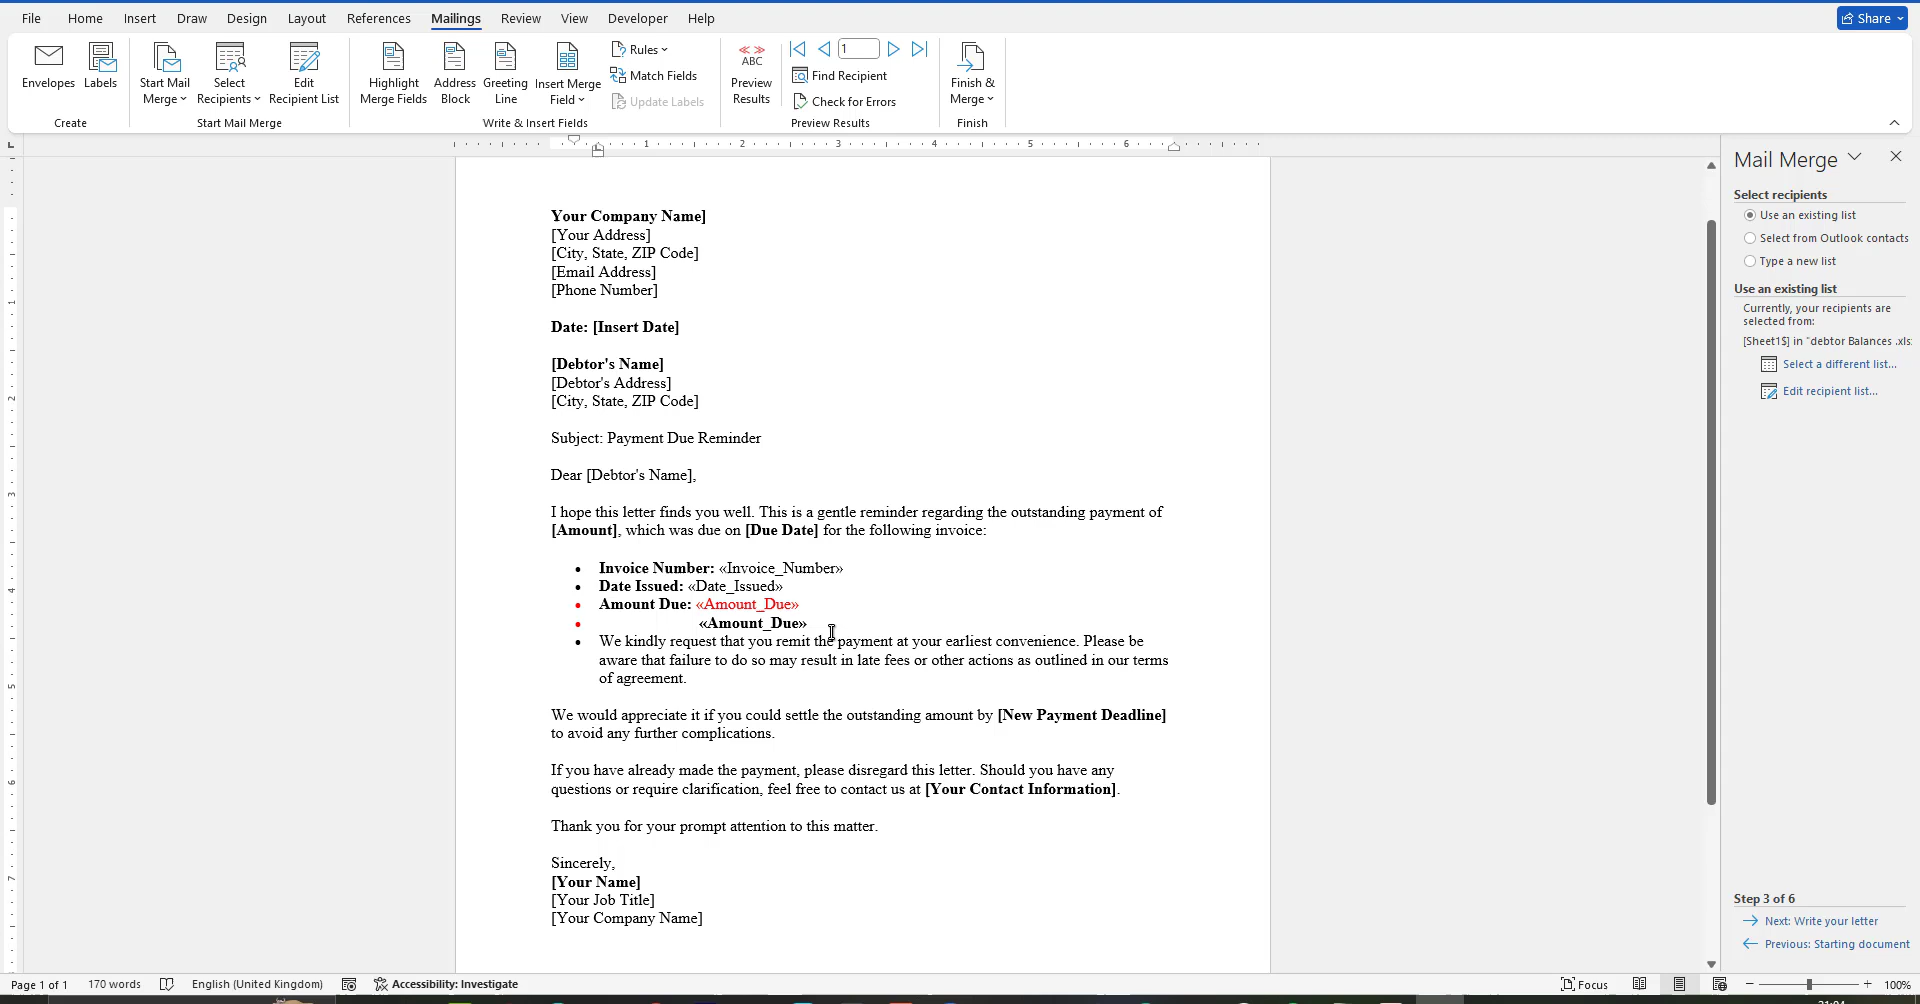 File Home Insert Draw Design Layout References Mailings Review View Developer Help Share
Envelopes Labels Start Mail Merge Select Recipients Edit Recipient List Highlight Merge Fields Address Block Greeting Line Insert Merge Field Rules Match Fields Update Labels ABC Preview Results 1 Find Recipient Check for Errors Finish & Merge
Create Start Mail Merge Write & Insert Fields Preview Results Finish
1 2 3 4 5 6
Your Company Name]
[Your Address]
[City, State, ZIP Code]
[Email Address]
[Phone Number]
Date: [Insert Date]
[Debtor's Name]
[Debtor's Address]
[City, State, ZIP Code]
Subject: Payment Due Reminder
Dear [Debtor's Name],
I hope this letter finds you well. This is a gentle reminder regarding the outstanding payment of
[Amount], which was due on [Due Date] for the following invoice:
• Invoice Number: «Invoice_Number»
• Date Issued: «Date_Issued»
• Amount Due: «Amount_Due»
• «Amount_Due»
• We kindly request that you remit the payment at your earliest convenience. Please be
aware that failure to do so may result in late fees or other actions as outlined in our terms
of agreement.
We would appreciate it if you could settle the outstanding amount by [New Payment Deadline]
to avoid any further complications.
If you have already made the payment, please disregard this letter. Should you have any
questions or require clarification, feel free to contact us at [Your Contact Information].
Thank you for your prompt attention to this matter.
Sincerely,
[Your Name]
[Your Job Title]
[Your Company Name]
1
2
3
4
5
6
7
Mail Merge
Select recipients
Use an existing list
Select from Outlook contacts
Type a new list
Use an existing list
Currently, your recipients are
selected from:
[Sheet1$] in "debtor Balances .xls
Select a different list...
Edit recipient list...
Step 3 of 6
Next: Write your letter
Previous: Starting document
Page 1 of 1 170 words English (United Kingdom) Accessibility: Investigate Focus 100%